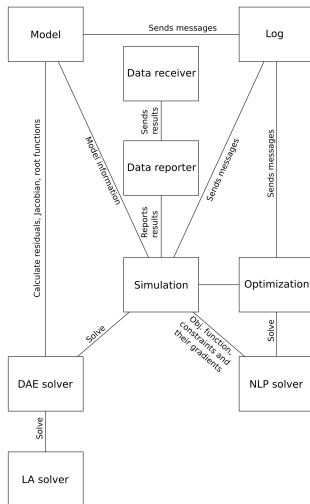 Model
Sends messages
Log
Data receiver
Sends
results
Data reporter
Calculate residuals, Jacobian, root functions
Model information
Sends messages
Sends messages
Reports
results
Simulation
Optimization
Solve
Obj. function,
constraints and
their gradients
Solve
DAE solver
NLP solver
Solve
LA solver